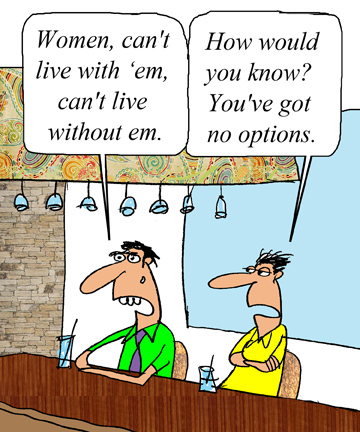 Women, can't
live with ‘em,
can't live
without em.
How would
you know?
You've got
no options.